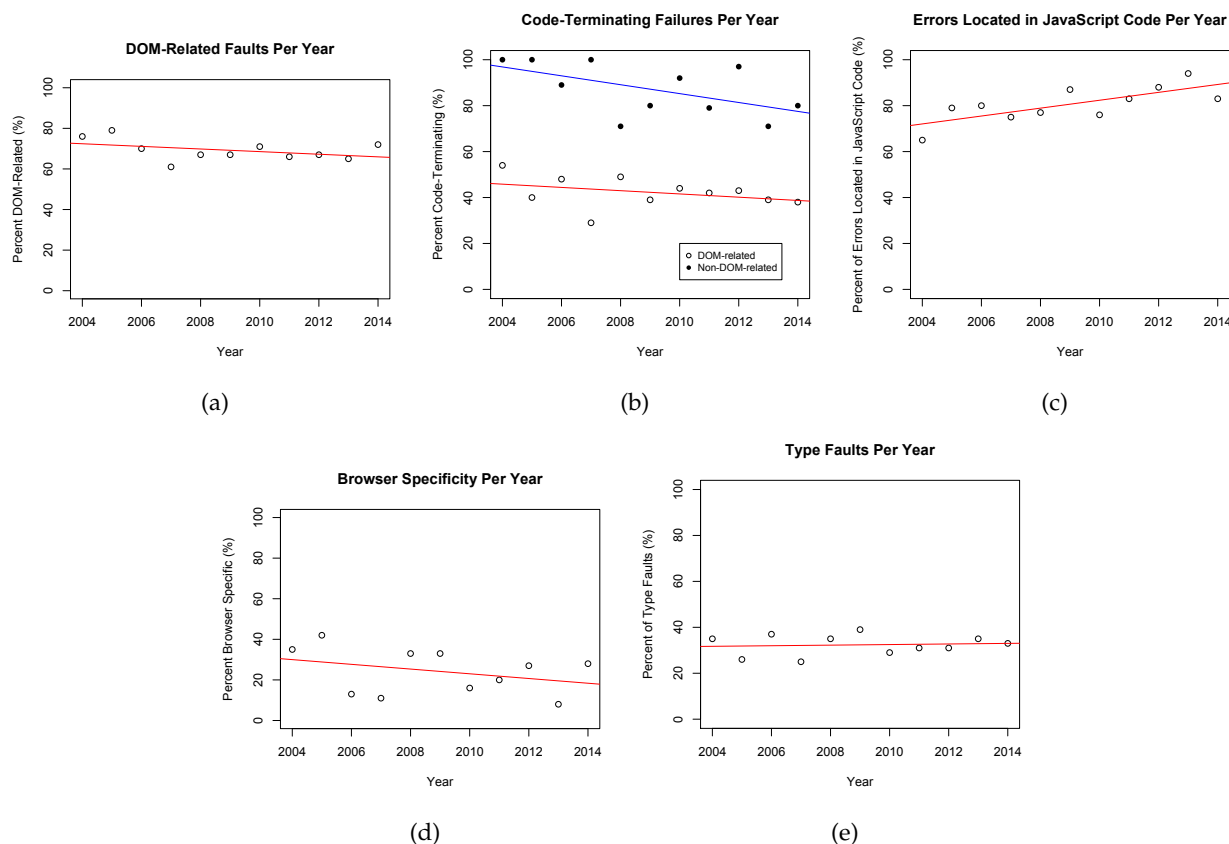 DOM-Related Faults Per Year
Percent DOM-Related (%)
0 20 40 60 80 100
2004 2006 2008 2010 2012 2014
Year
(a)
Code-Terminating Failures Per Year
Percent Code-Terminating (%)
0 20 40 60 80 100
DOM-related
Non-DOM-related
2004 2006 2008 2010 2012 2014
Year
(b)
Errors Located in JavaScript Code Per Year
Percent of Errors Located in JavaScript Code (%)
0 20 40 60 80 100
2004 2006 2008 2010 2012 2014
Year
(c)
Browser Specificity Per Year
Percent Browser Specific (%)
0 20 40 60 80 100
2004 2006 2008 2010 2012 2014
Year
(d)
Type Faults Per Year
Percent of Type Faults (%)
0 20 40 60 80 100
2004 2006 2008 2010 2012 2014
Year
(e)